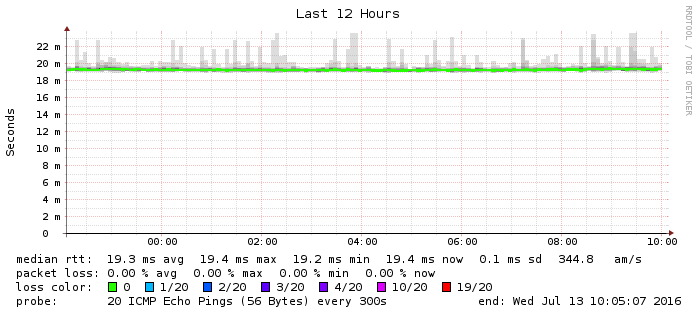 Last 12 Hours
RRDTOOL / TOBI OETIKER
Seconds
22 m
20 m
18 m
16 m
14 m
12 m
10 m
8 m
6 m
4 m
2 m
0
00:00 02:00 04:00 06:00 08:00 10:00
median rtt: 19.3 ms avg 19.4 ms max 19.2 ms min 19.4 ms now 0.1 ms sd 344.8 am/s
packet loss: 0.00 % avg 0.00 % max 0.00 % min 0.00 % now
loss color: 0 1/20 2/20 3/20 4/20 10/20 19/20
probe: 20 ICMP Echo Pings (56 Bytes) every 300s end: Wed Jul 13 10:05:07 2016